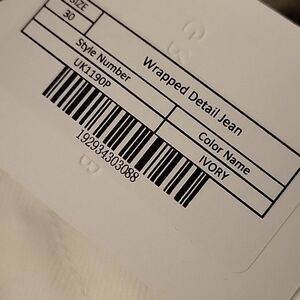 SIZE
30
Wrapped Detail Jean
Style Number
UK1190P
Color Name
IVORY
192934303088